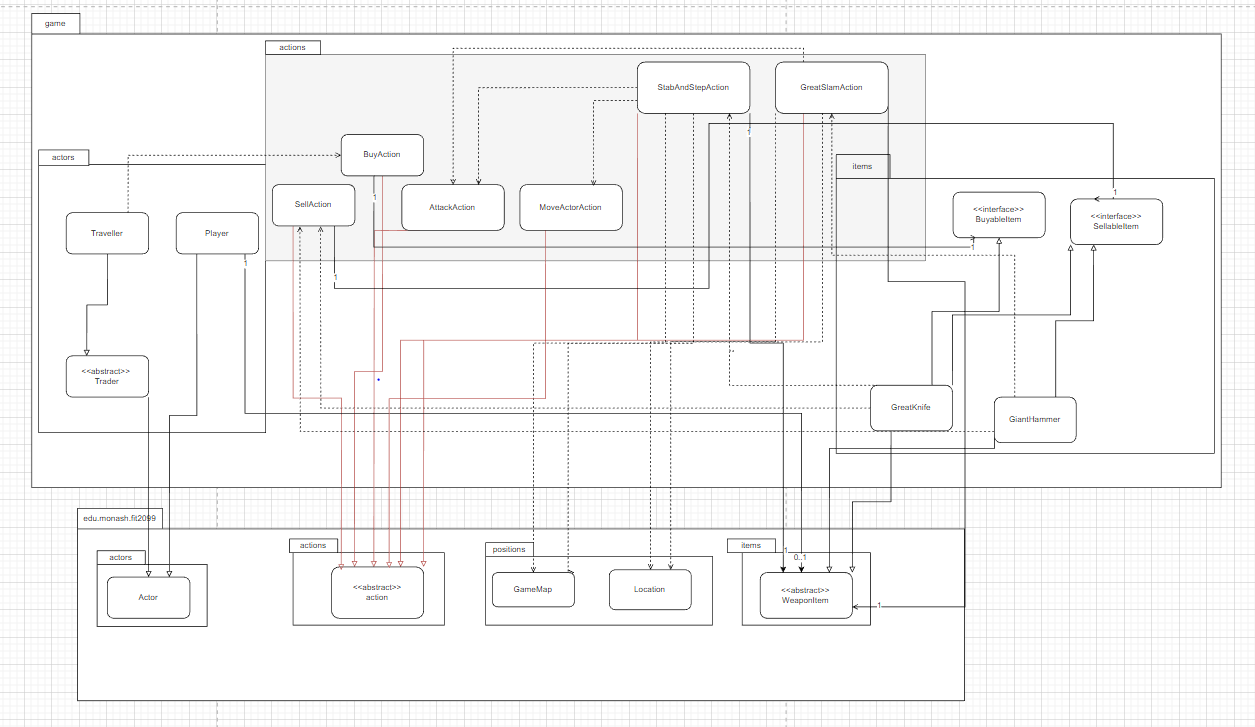 game
actions
StabAndStepAction
GreatSlamAction
1
BuyAction
actors
items
SellAction
AttackAction
MoveActorAction
1
1
<<interface>>
BuyableItem
<<interface>>
SellableItem
Traveller
Player
1
1
1
<<abstract>>
Trader
GreatKnife
GiantHammer
edu.monash.fit2099
actors
actions
positions
items
1
0..1
Actor
<<abstract>>
action
GameMap
Location
<<abstract>>
WeaponItem
1